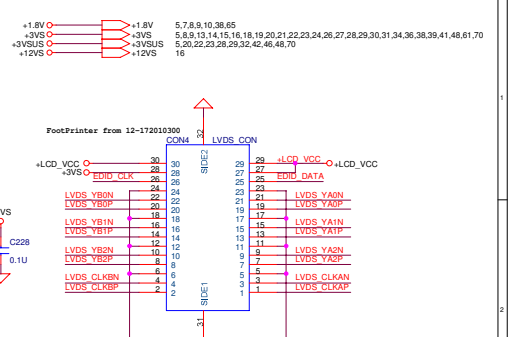 +1.8V +1.8V 5,7,8,9,10,38,65
+3VS +3VS 5,8,9,13,14,15,16,18,19,20,21,22,23,24,26,27,28,29,30,31,34,36,38,39,41,48,61,70
+3VSUS +3VSUS 5,20,22,23,28,29,32,42,46,48,70
+12VS +12VS 16
1
FootPrinter from 12-172010300
32
CON4 LVDS_CON
SIDE2
+LCD_VCC 30 30 29 29 +LCD_VCC +LCD_VCC
+3VS 28 28 27 27
EDID_CLK 26 26 25 25 EDID_DATA
24 24 23 23
LVDS_YB0N 22 22 21 21 LVDS_YA0N
LVDS_YB0P 20 20 19 19 LVDS_YA0P
18 18 17 17
LVDS_YB1N 16 16 15 15 LVDS_YA1N
LVDS_YB1P 14 14 13 13 LVDS_YA1P
12 12 11 11
LVDS_YB2N 10 10 9 9 LVDS_YA2N
LVDS_YB2P 8 8 7 7 LVDS_YA2P
6 6 5 5
LVDS_CLKBN 4 4 3 3 LVDS_CLKAN
LVDS_CLKBP 2 2 1 1 LVDS_CLKAP
SIDE1
31
VS
C228
0.1U
2